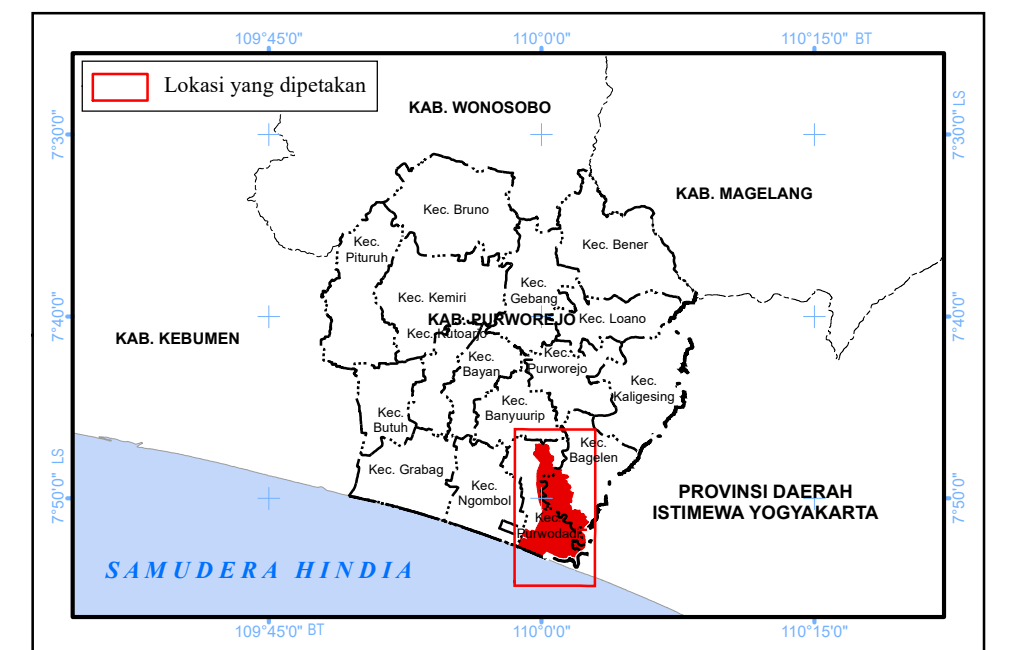 109°45'0" 110°0'0" 110°15'0" BT
Lokasi yang dipetakan
KAB. WONOSOBO
7°30'0"
7°30'0" LS
KAB. MAGELANG
Kec. Bruno
Kec.
Pituruh
Kec. Bener
Kec.
Gebang
Kec. Kemiri
7°40'0"
KAB. PURWOREJO
Kec. Loano
7°40'0"
Kec. Kutoarjo
KAB. KEBUMEN
Kec.
Bayan
Kec.
Purworejo
Kec.
Kaligesing
Kec.
Banyuurip
Kec.
Butuh
Kec.
Bagelen
Kec. Grabag
Kec.
Ngombol
7°50'0" LS
PROVINSI DAERAH
ISTIMEWA YOGYAKARTA
7°50'0"
Kec.
Purwodadi
SAMUDERA HINDIA
109°45'0" BT 110°0'0" 110°15'0"